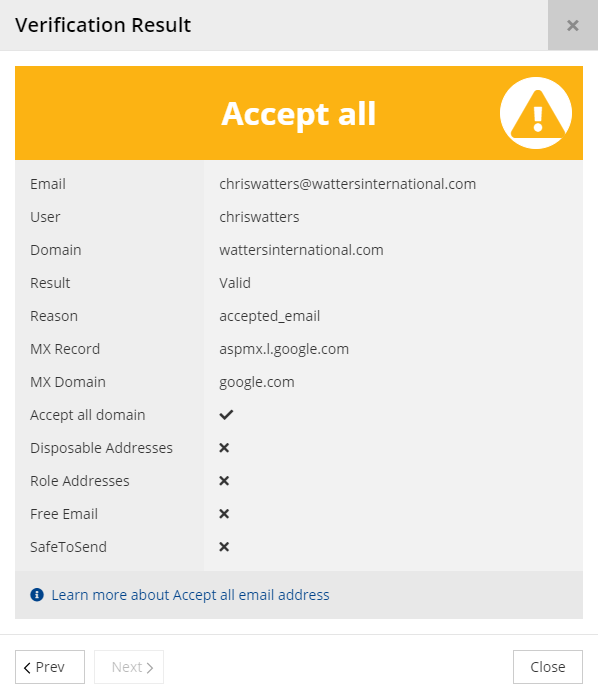 Verification Result
Accept all
Email chriswatters@wattersinternational.com
User chriswatters
Domain wattersinternational.com
Result Valid
Reason accepted_email
MX Record aspmx.l.google.com
MX Domain google.com
Accept all domain
Disposable Addresses
Role Addresses
Free Email
SafeToSend
Learn more about Accept all email address
Prev Next Close